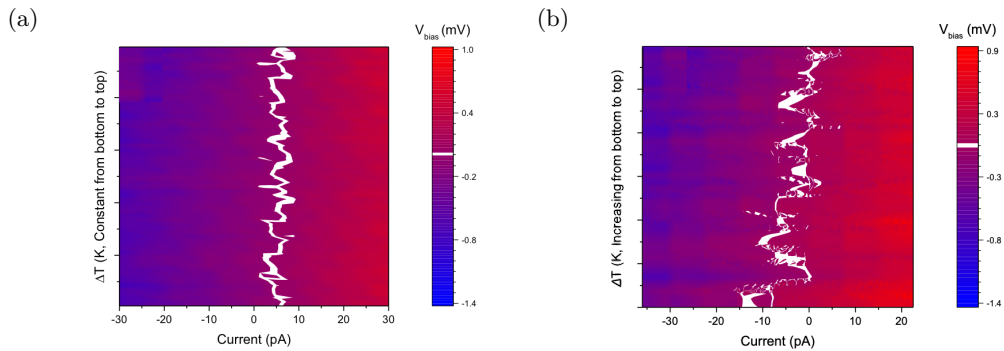 (a)
V_bias (mV)
1.0
0.4
-0.2
-0.8
-1.4
ΔT (K, Constant from bottom to top)
-30 -20 -10 0 10 20 30
Current (pA)
(b)
V_bias (mV)
0.9
0.3
-0.3
-0.8
-1.4
ΔT (K, Increasing from bottom to top)
-30 -20 -10 0 10 20
Current (pA)